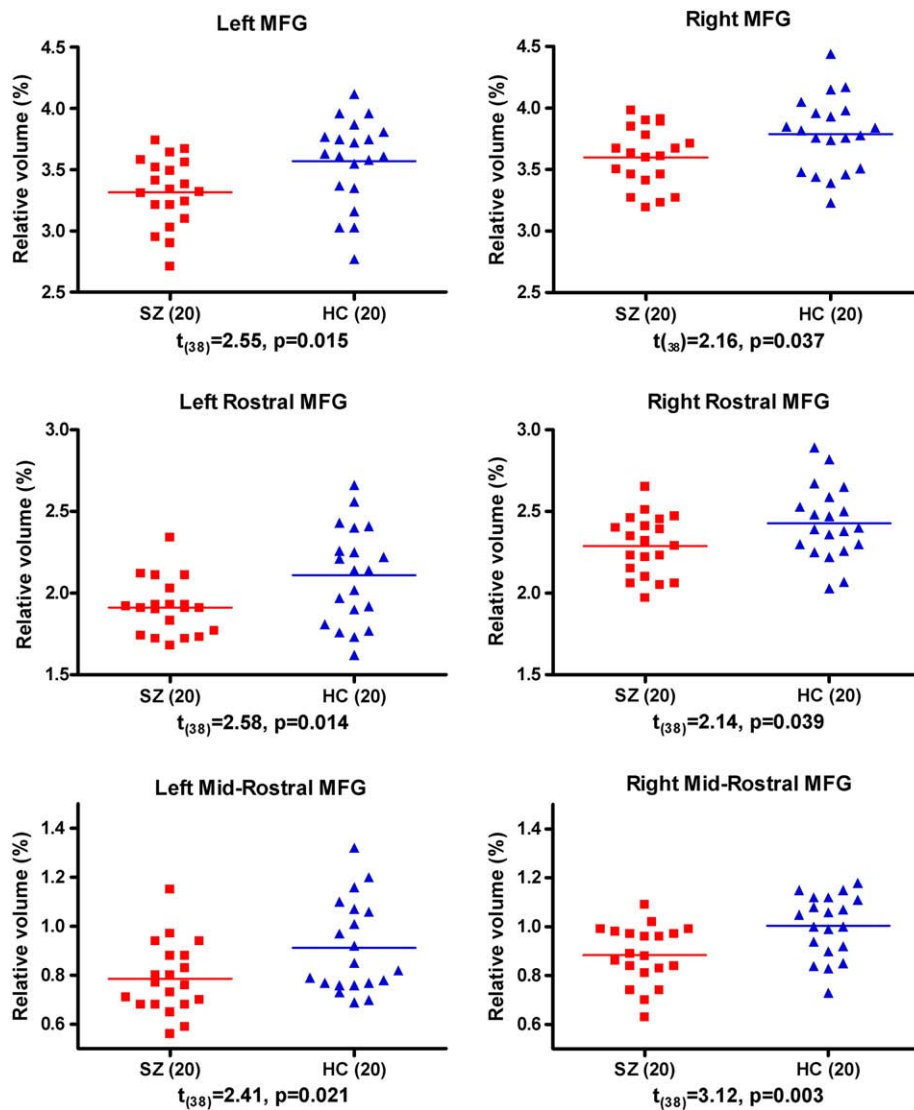 Left MFG
Relative volume (%)
4.5
4.0
3.5
3.0
2.5
SZ (20)
HC (20)
t(38)=2.55, p=0.015
Right MFG
Relative volume (%)
4.5
4.0
3.5
3.0
2.5
SZ (20)
HC (20)
t(38)=2.16, p=0.037
Left Rostral MFG
Relative volume (%)
3.0
2.5
2.0
1.5
SZ (20)
HC (20)
t(38)=2.58, p=0.014
Right Rostral MFG
Relative volume (%)
3.0
2.5
2.0
1.5
SZ (20)
HC (20)
t(38)=2.14, p=0.039
Left Mid-Rostral MFG
Relative volume (%)
1.4
1.2
1.0
0.8
0.6
SZ (20)
HC (20)
t(38)=2.41, p=0.021
Right Mid-Rostral MFG
Relative volume (%)
1.4
1.2
1.0
0.8
0.6
SZ (20)
HC (20)
t(38)=3.12, p=0.003